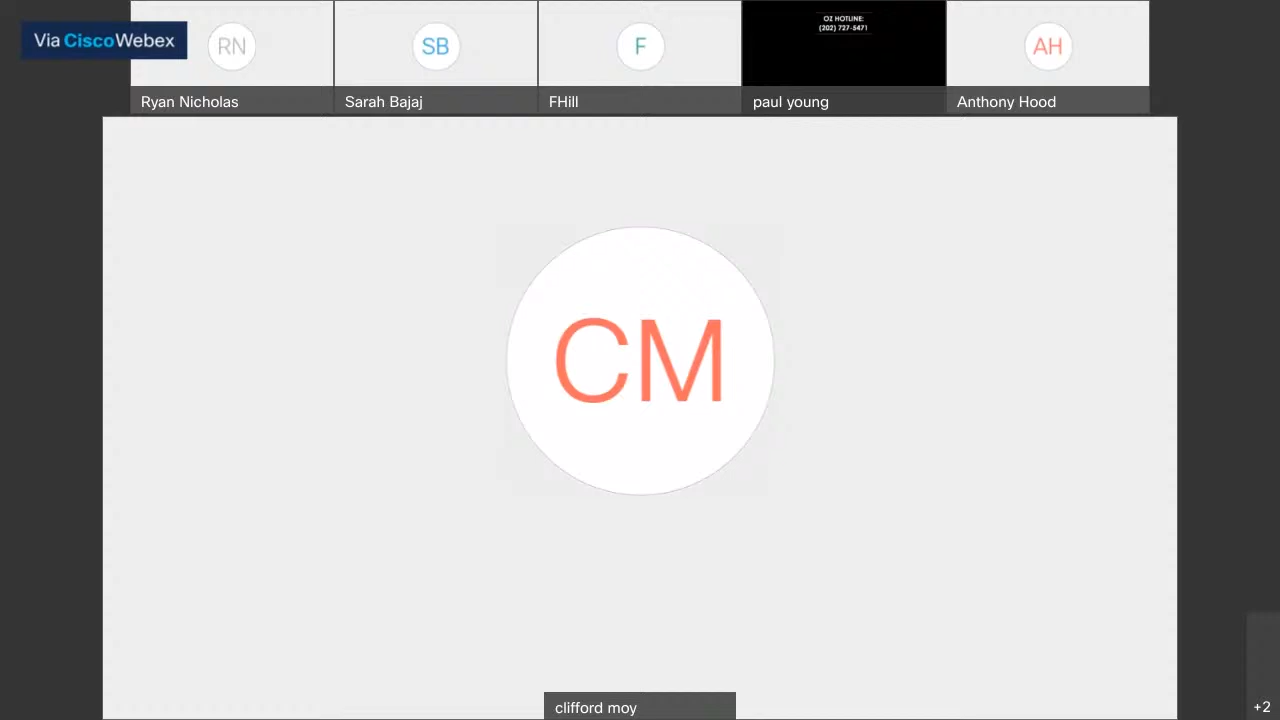 Via CiscoWebex
RN
SB
F
OZ HOTLINE:
(202) 727-5471
AH
Ryan Nicholas
Sarah Bajaj
FHill
paul young
Anthony Hood
CM
clifford moy
+2